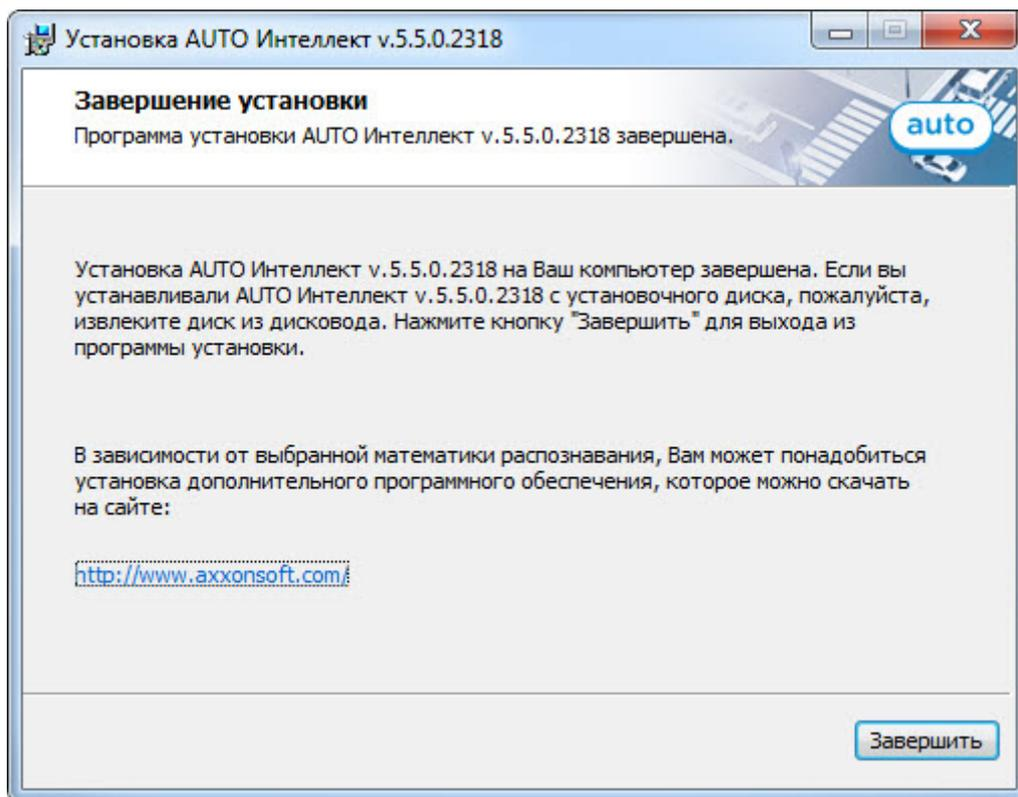 Установка AUTO Интеллект v.5.5.0.2318
Завершение установки
Программа установки AUTO Интеллект v.5.5.0.2318 завершена.
auto
Установка AUTO Интеллект v.5.5.0.2318 на Ваш компьютер завершена. Если вы
устанавливали AUTO Интеллект v.5.5.0.2318 с установочного диска, пожалуйста,
извлеките диск из дисковода. Нажмите кнопку "Завершить" для выхода из
программы установки.
В зависимости от выбранной математики распознавания, Вам может понадобиться
установка дополнительного программного обеспечения, которое можно скачать
на сайте:
http://www.axxonsoft.com/
Завершить